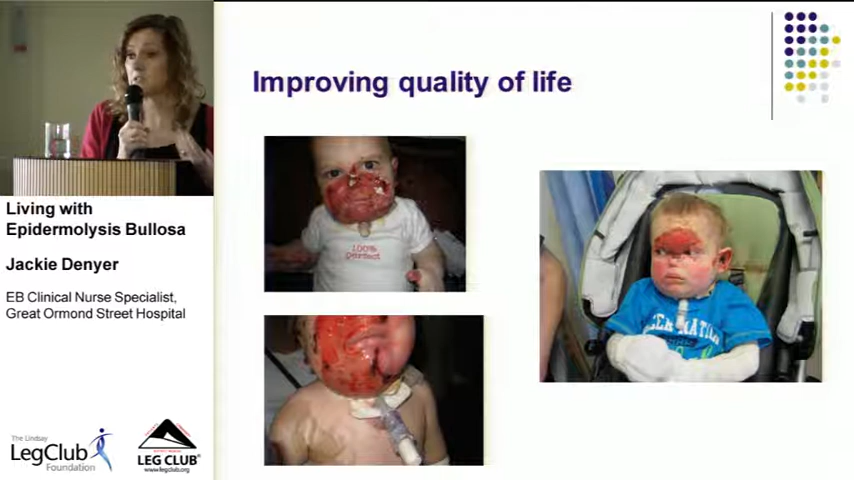 Improving quality of life
100%
perfect
Living with
Epidermolysis Bullosa
Jackie Denyer
EB Clinical Nurse Specialist,
Great Ormond Street Hospital
The Lindsay
LegClub
Foundation
LEG CLUB®
www.legclub.org